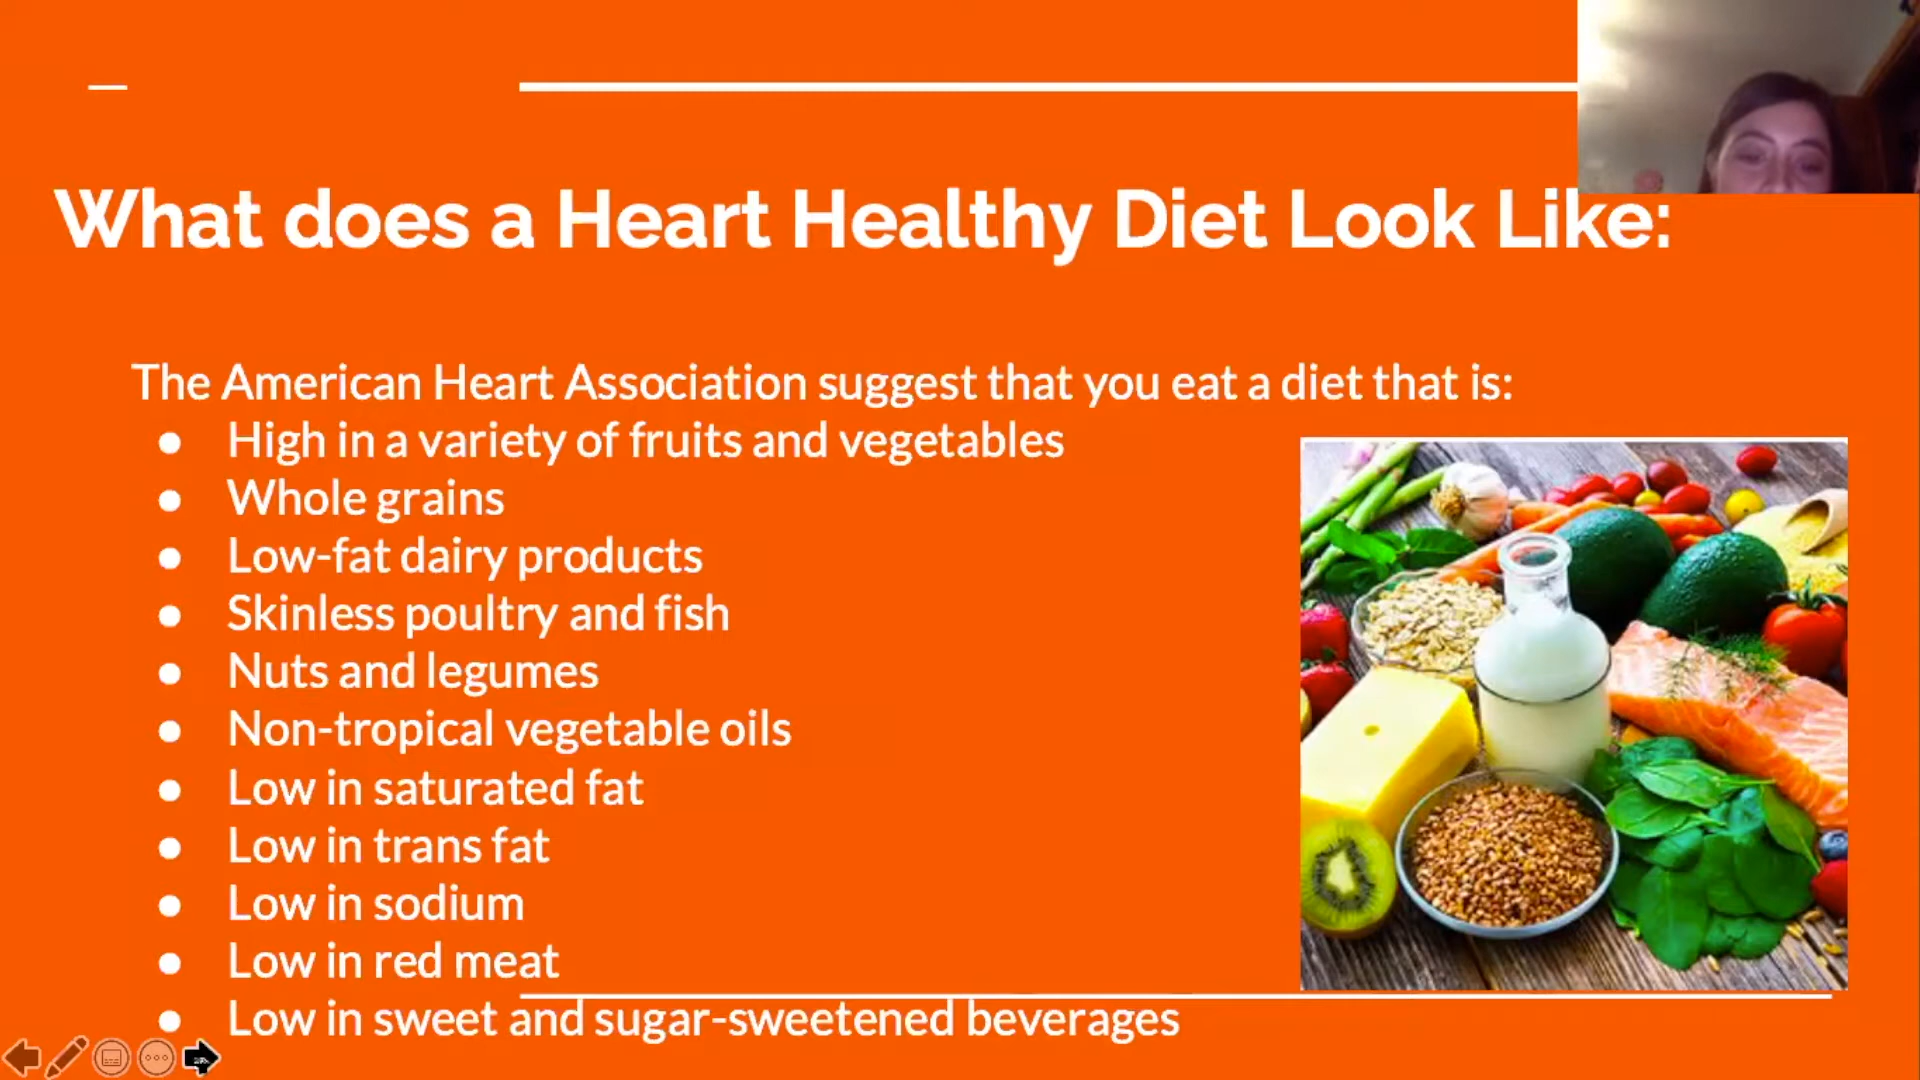 What does a Heart Healthy Diet Look Like:
The American Heart Association suggest that you eat a diet that is:
● High in a variety of fruits and vegetables
● Whole grains
● Low-fat dairy products
● Skinless poultry and fish
● Nuts and legumes
● Non-tropical vegetable oils
● Low in saturated fat
● Low in trans fat
● Low in sodium
● Low in red meat
● Low in sweet and sugar-sweetened beverages